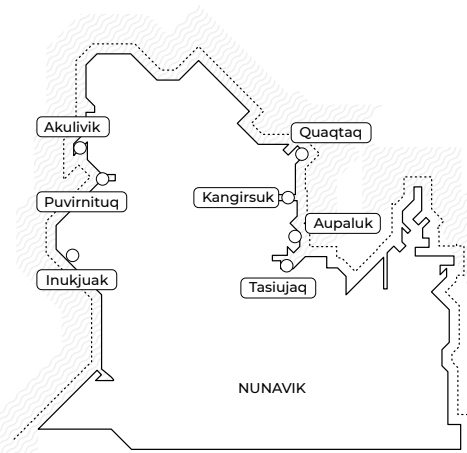 Akulivik
Quaqtaq
Puvirnituq
Kangirsuk
Aupaluk
Inukjuak
Tasiujaq
NUNAVIK